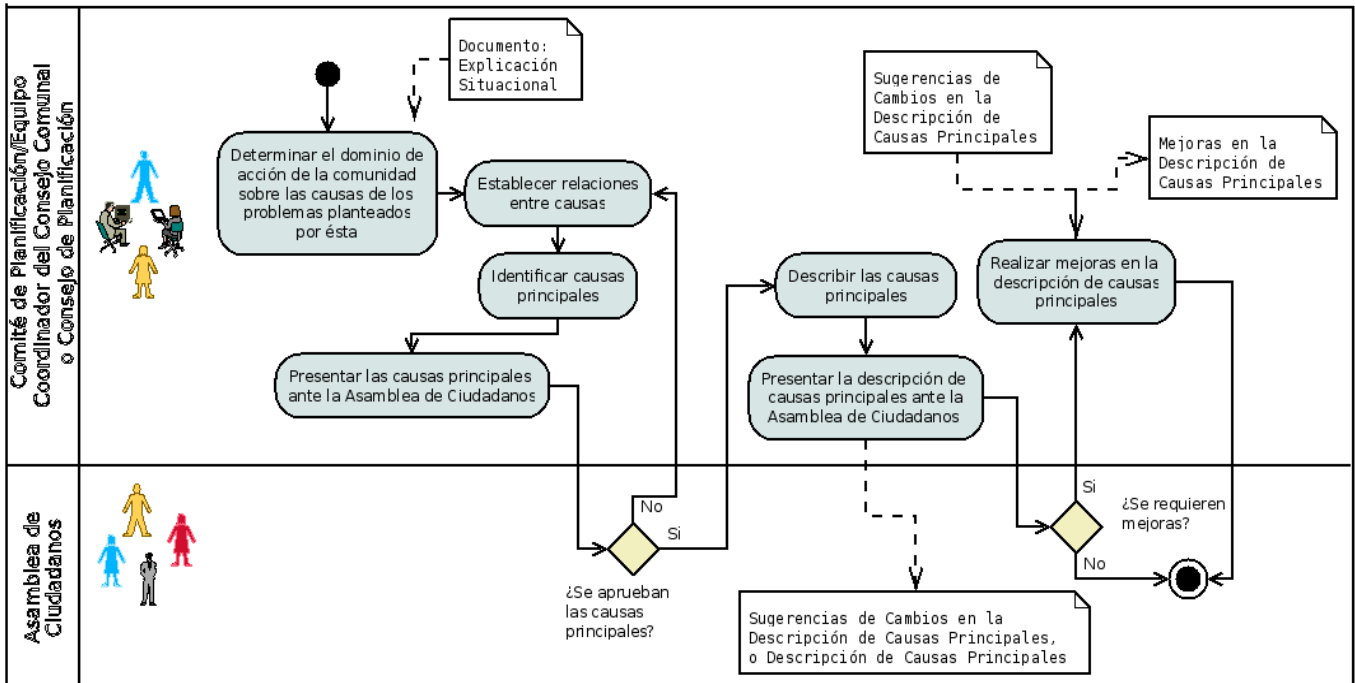 Comité de Planificación/Equipo
Coordinador del Consejo Comunal
o Consejo de Planificación
Documento:
Explicación
Situacional
Determinar el dominio de
acción de la comunidad
sobre las causas de los
problemas planteados
por ésta
Establecer relaciones
entre causas
Identificar causas
principales
Presentar las causas principales
ante la Asamblea de Ciudadanos
Sugerencias de
Cambios en la
Descripción de
Causas Principales
Mejoras en la
Descripción de
Causas Principales
Describir las causas
principales
Realizar mejoras en la
descripción de causas
principales
Presentar la descripción de
causas principales ante la
Asamblea de Ciudadanos
Asamblea de
Ciudadanos
No
Si
¿Se aprueban
las causas
principales?
Si
¿Se requieren
mejoras?
No
Sugerencias de Cambios en la
Descripción de Causas Principales,
o Descripción de Causas Principales